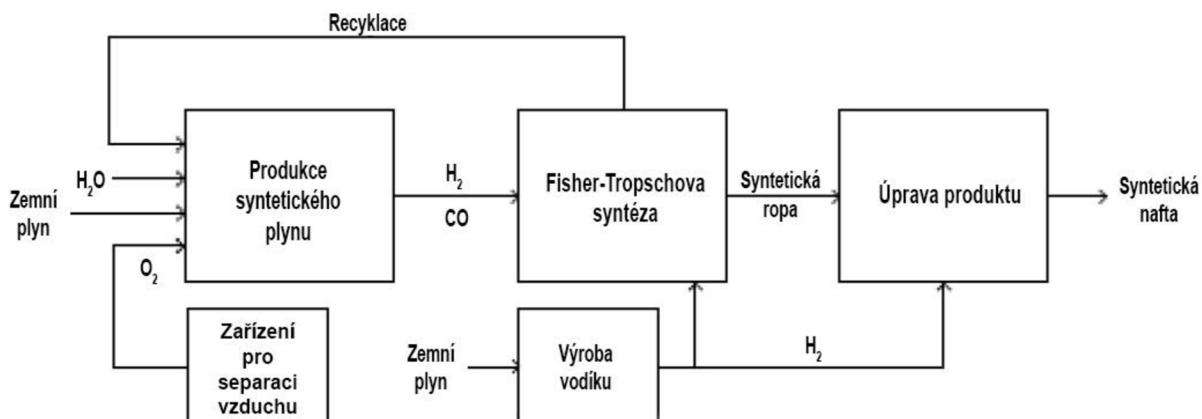 Recyklace
Produkce
syntetického
plynu
H₂O
Zemní
plyn
O₂
H₂
CO
Fisher-Tropschova
syntéza
Syntetická
ropa
Úprava produktu
Syntetická
nafta
Zařízení
pro
separaci
vzduchu
Zemní
plyn
Výroba
vodíku
H₂